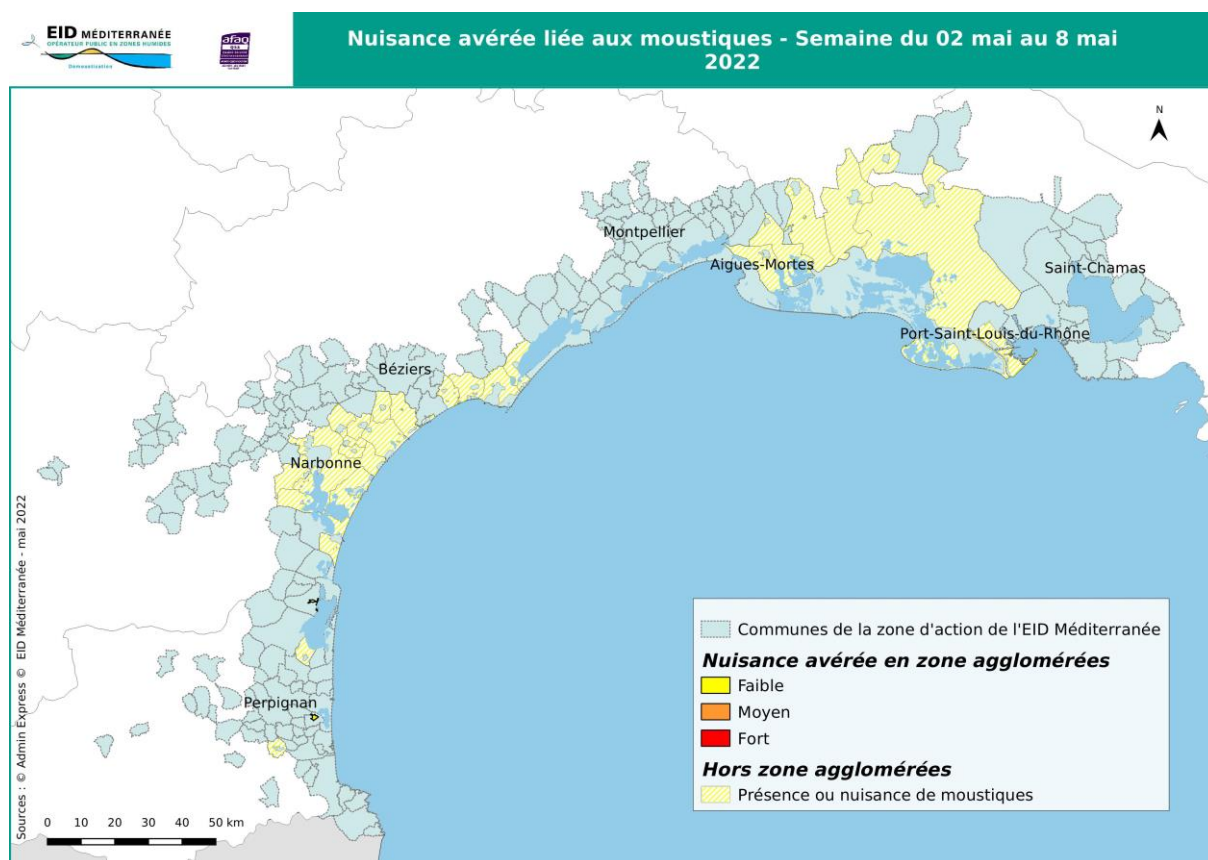 EID MÉDITERRANÉE
OPÉRATEUR PUBLIC EN ZONES HUMIDES
Démoustication
afaq
Nuisance avérée liée aux moustiques - Semaine du 02 mai au 8 mai
2022
N
Montpellier
Aigues-Mortes
Saint-Chamas
Port-Saint-Louis-du-Rhône
Béziers
Narbonne
Perpignan
Communes de la zone d'action de l'EID Méditerranée
Nuisance avérée en zone agglomérées
Faible
Moyen
Fort
Hors zone agglomérées
Présence ou nuisance de moustiques
0 10 20 30 40 50 km
Sources : © Admin Express © EID Méditerranée - mai 2022